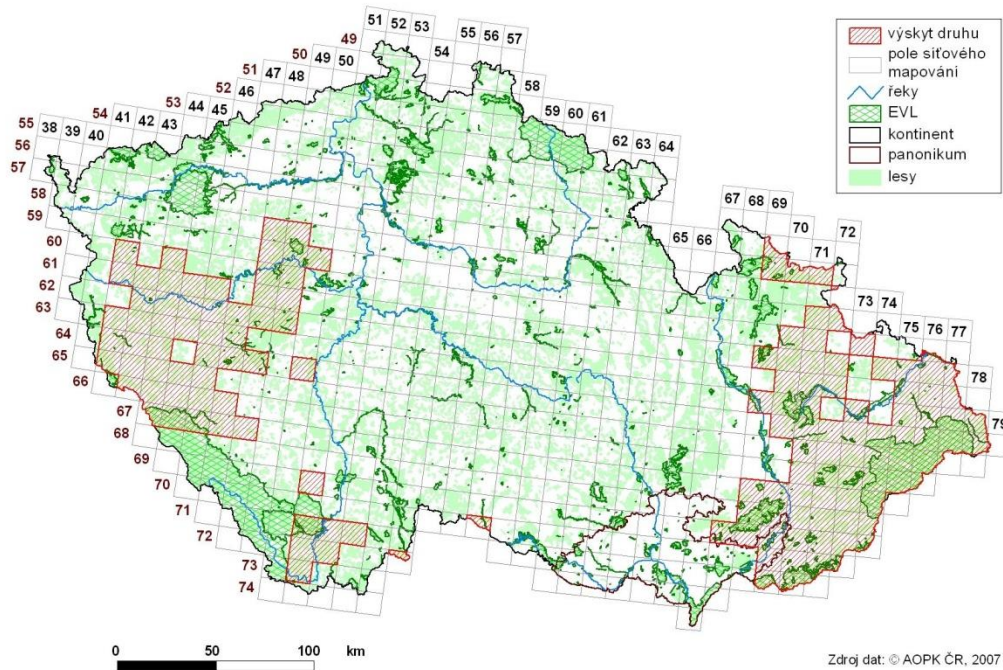 51 52 53
49 54 55 56 57
50 49 50
51 47 48 58
52 46 59 60 61
53 44 45 62 63 64
54 41 42 43
55 38 39 40
56
57
58
59
60
61
62
63
64
65
66
67
68
69
70
71
72
73
74
65 66
67 68 69
70
71
72
73 74
75 76 77
78
79
výskyt druhu
pole síťového
mapování
řeky
EVL
kontinent
panonikum
lesy
0 50 100 km
Zdroj dat: © AOPK ČR, 2007